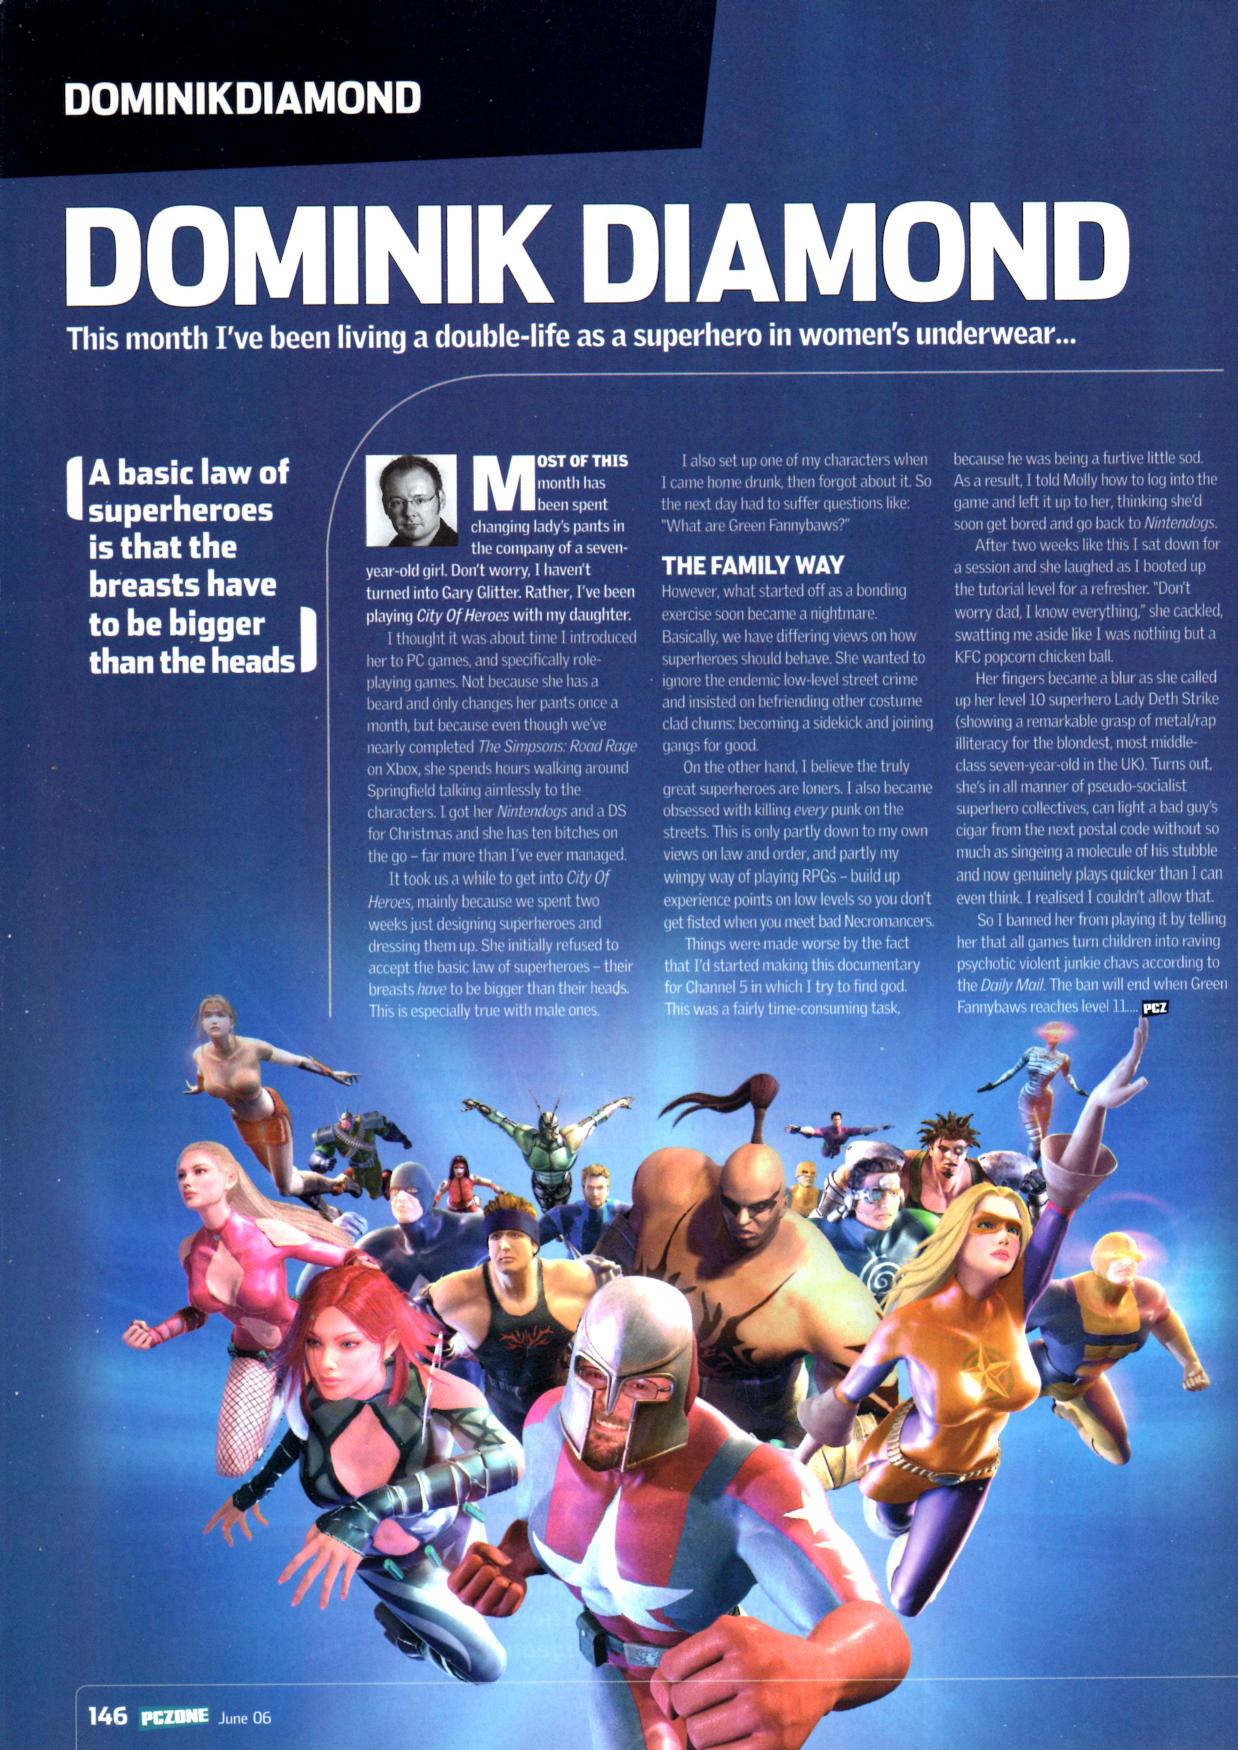 DOMINIKDIAMOND
DOMINIK DIAMOND
This month I've been living a double-life as a superhero in women's underwear...
A basic law of
superheroes
is that the
breasts have
to be bigger
than the heads
MOST OF THIS
month has
been spent
changing lady's pants in
the company of a seven-
year-old girl. Don't worry, I haven't
turned into Gary Glitter. Rather, I've been
playing City Of Heroes with my daughter.
I thought it was about time I introduced
her to PC games, and specifically role-
playing games. Not because she has a
beard and only changes her pants once a
month, but because even though we've
nearly completed The Simpsons: Road Rage
on Xbox, she spends hours walking around
Springfield talking aimlessly to the
characters. I got her Nintendogs and a DS
for Christmas and she has ten bitches on
the go – far more than I've ever managed.
It took us a while to get into City Of
Heroes, mainly because we spent two
weeks just designing superheroes and
dressing them up. She initially refused to
accept the basic law of superheroes – their
breasts have to be bigger than their heads.
This is especially true with male ones.
I also set up one of my characters when
I came home drunk, then forgot about it. So
the next day had to suffer questions like:
"What are Green Fannybaws?"
THE FAMILY WAY
However, what started off as a bonding
exercise soon became a nightmare.
Basically, we have differing views on how
superheroes should behave. She wanted to
ignore the endemic low-level street crime
and insisted on befriending other costume
clad chums: becoming a sidekick and joining
gangs for good.
On the other hand, I believe the truly
great superheroes are loners. I also became
obsessed with killing every punk on the
streets. This is only partly down to my own
views on law and order, and partly my
wimpy way of playing RPGs – build up
experience points on low levels so you don't
get fisted when you meet bad Necromancers.
Things were made worse by the fact
that I'd started making this documentary
for Channel 5 in which I try to find god.
This was a fairly time-consuming task,
because he was being a furtive little sod.
As a result, I told Molly how to log into the
game and left it up to her, thinking she'd
soon get bored and go back to Nintendogs.
After two weeks like this I sat down for
a session and she laughed as I booted up
the tutorial level for a refresher. "Don't
worry dad, I know everything," she cackled,
swatting me aside like I was nothing but a
KFC popcorn chicken ball.
Her fingers became a blur as she called
up her level 10 superhero Lady Deth Strike
(showing a remarkable grasp of metal/rap
illiteracy for the blondest, most middle-
class seven-year-old in the UK). Turns out,
she's in all manner of pseudo-socialist
superhero collectives, can light a bad guy's
cigar from the next postal code without so
much as singeing a molecule of his stubble
and now genuinely plays quicker than I can
even think. I realised I couldn't allow that.
So I banned her from playing it by telling
her that all games turn children into raving
psychotic violent junkie chavs according to
the Daily Mail. The ban will end when Green
Fannybaws reaches level 11.... PCZ
146 PCZONE June 06